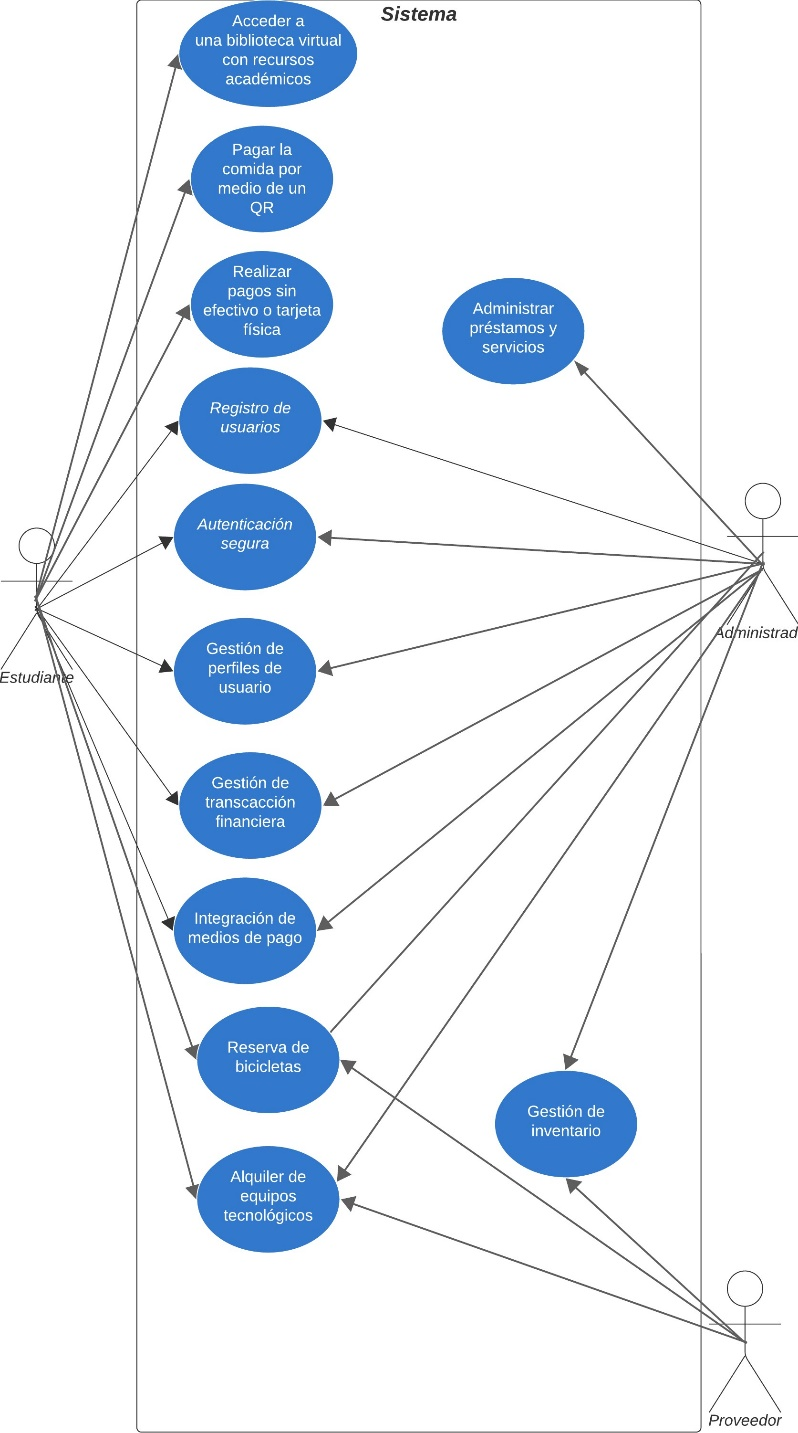 Sistema
Acceder a
una biblioteca virtual
con recursos
académicos
Pagar la
comida por
medio de un
QR
Realizar
pagos sin
efectivo o tarjeta
física
Administrar
préstamos y
servicios
Registro de
usuarios
Autenticación
segura
Estudiante
Administrad
Gestión de
perfiles de
usuario
Gestión de
transcacción
financiera
Integración de
medios de pago
Reserva de
bicicletas
Gestión de
inventario
Alquiler de
equipos
tecnológicos
Proveedor